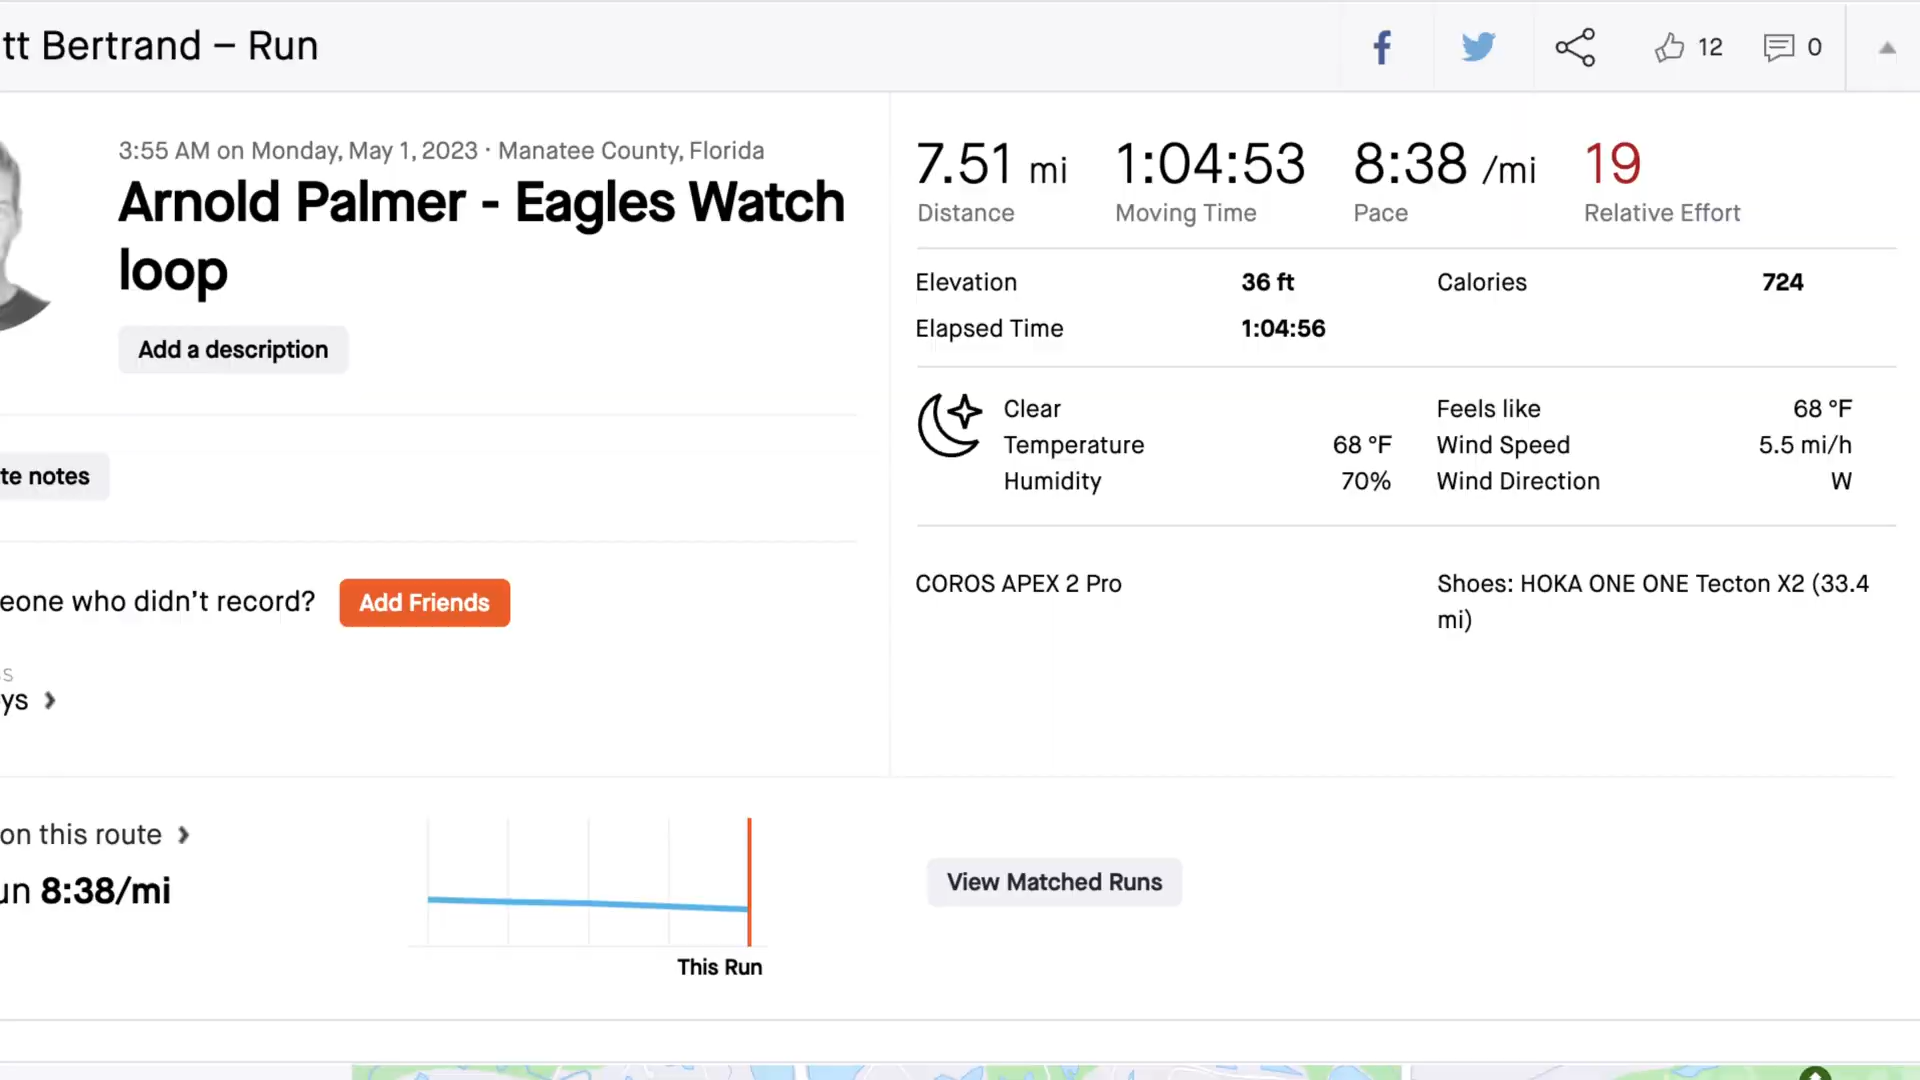 tt Bertrand – Run
12
0
3:55 AM on Monday, May 1, 2023 · Manatee County, Florida
Arnold Palmer - Eagles Watch
loop
Add a description
te notes
eone who didn't record?
Add Friends
s
ys
7.51 mi
Distance
1:04:53
Moving Time
8:38 /mi
Pace
19
Relative Effort
Elevation 36 ft
Calories 724
Elapsed Time 1:04:56
Clear
Temperature 68 °F
Humidity 70%
Feels like 68 °F
Wind Speed 5.5 mi/h
Wind Direction W
COROS APEX 2 Pro
Shoes: HOKA ONE ONE Tecton X2 (33.4
mi)
on this route
un 8:38/mi
This Run
View Matched Runs